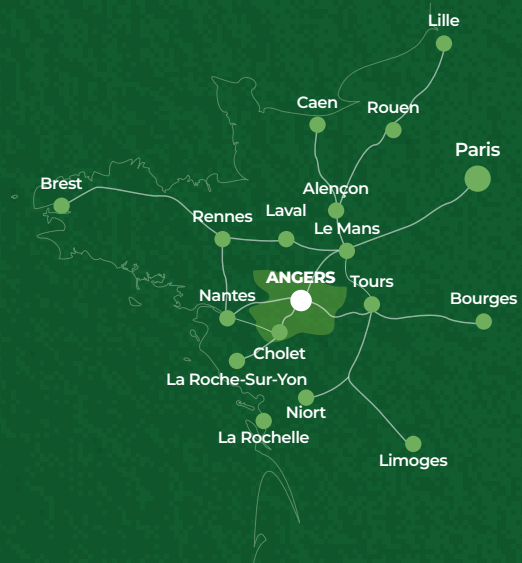 Lille
Caen
Rouen
Paris
Brest
Alençon
Rennes
Laval
Le Mans
ANGERS
Tours
Nantes
Bourges
Cholet
La Roche-Sur-Yon
Niort
La Rochelle
Limoges